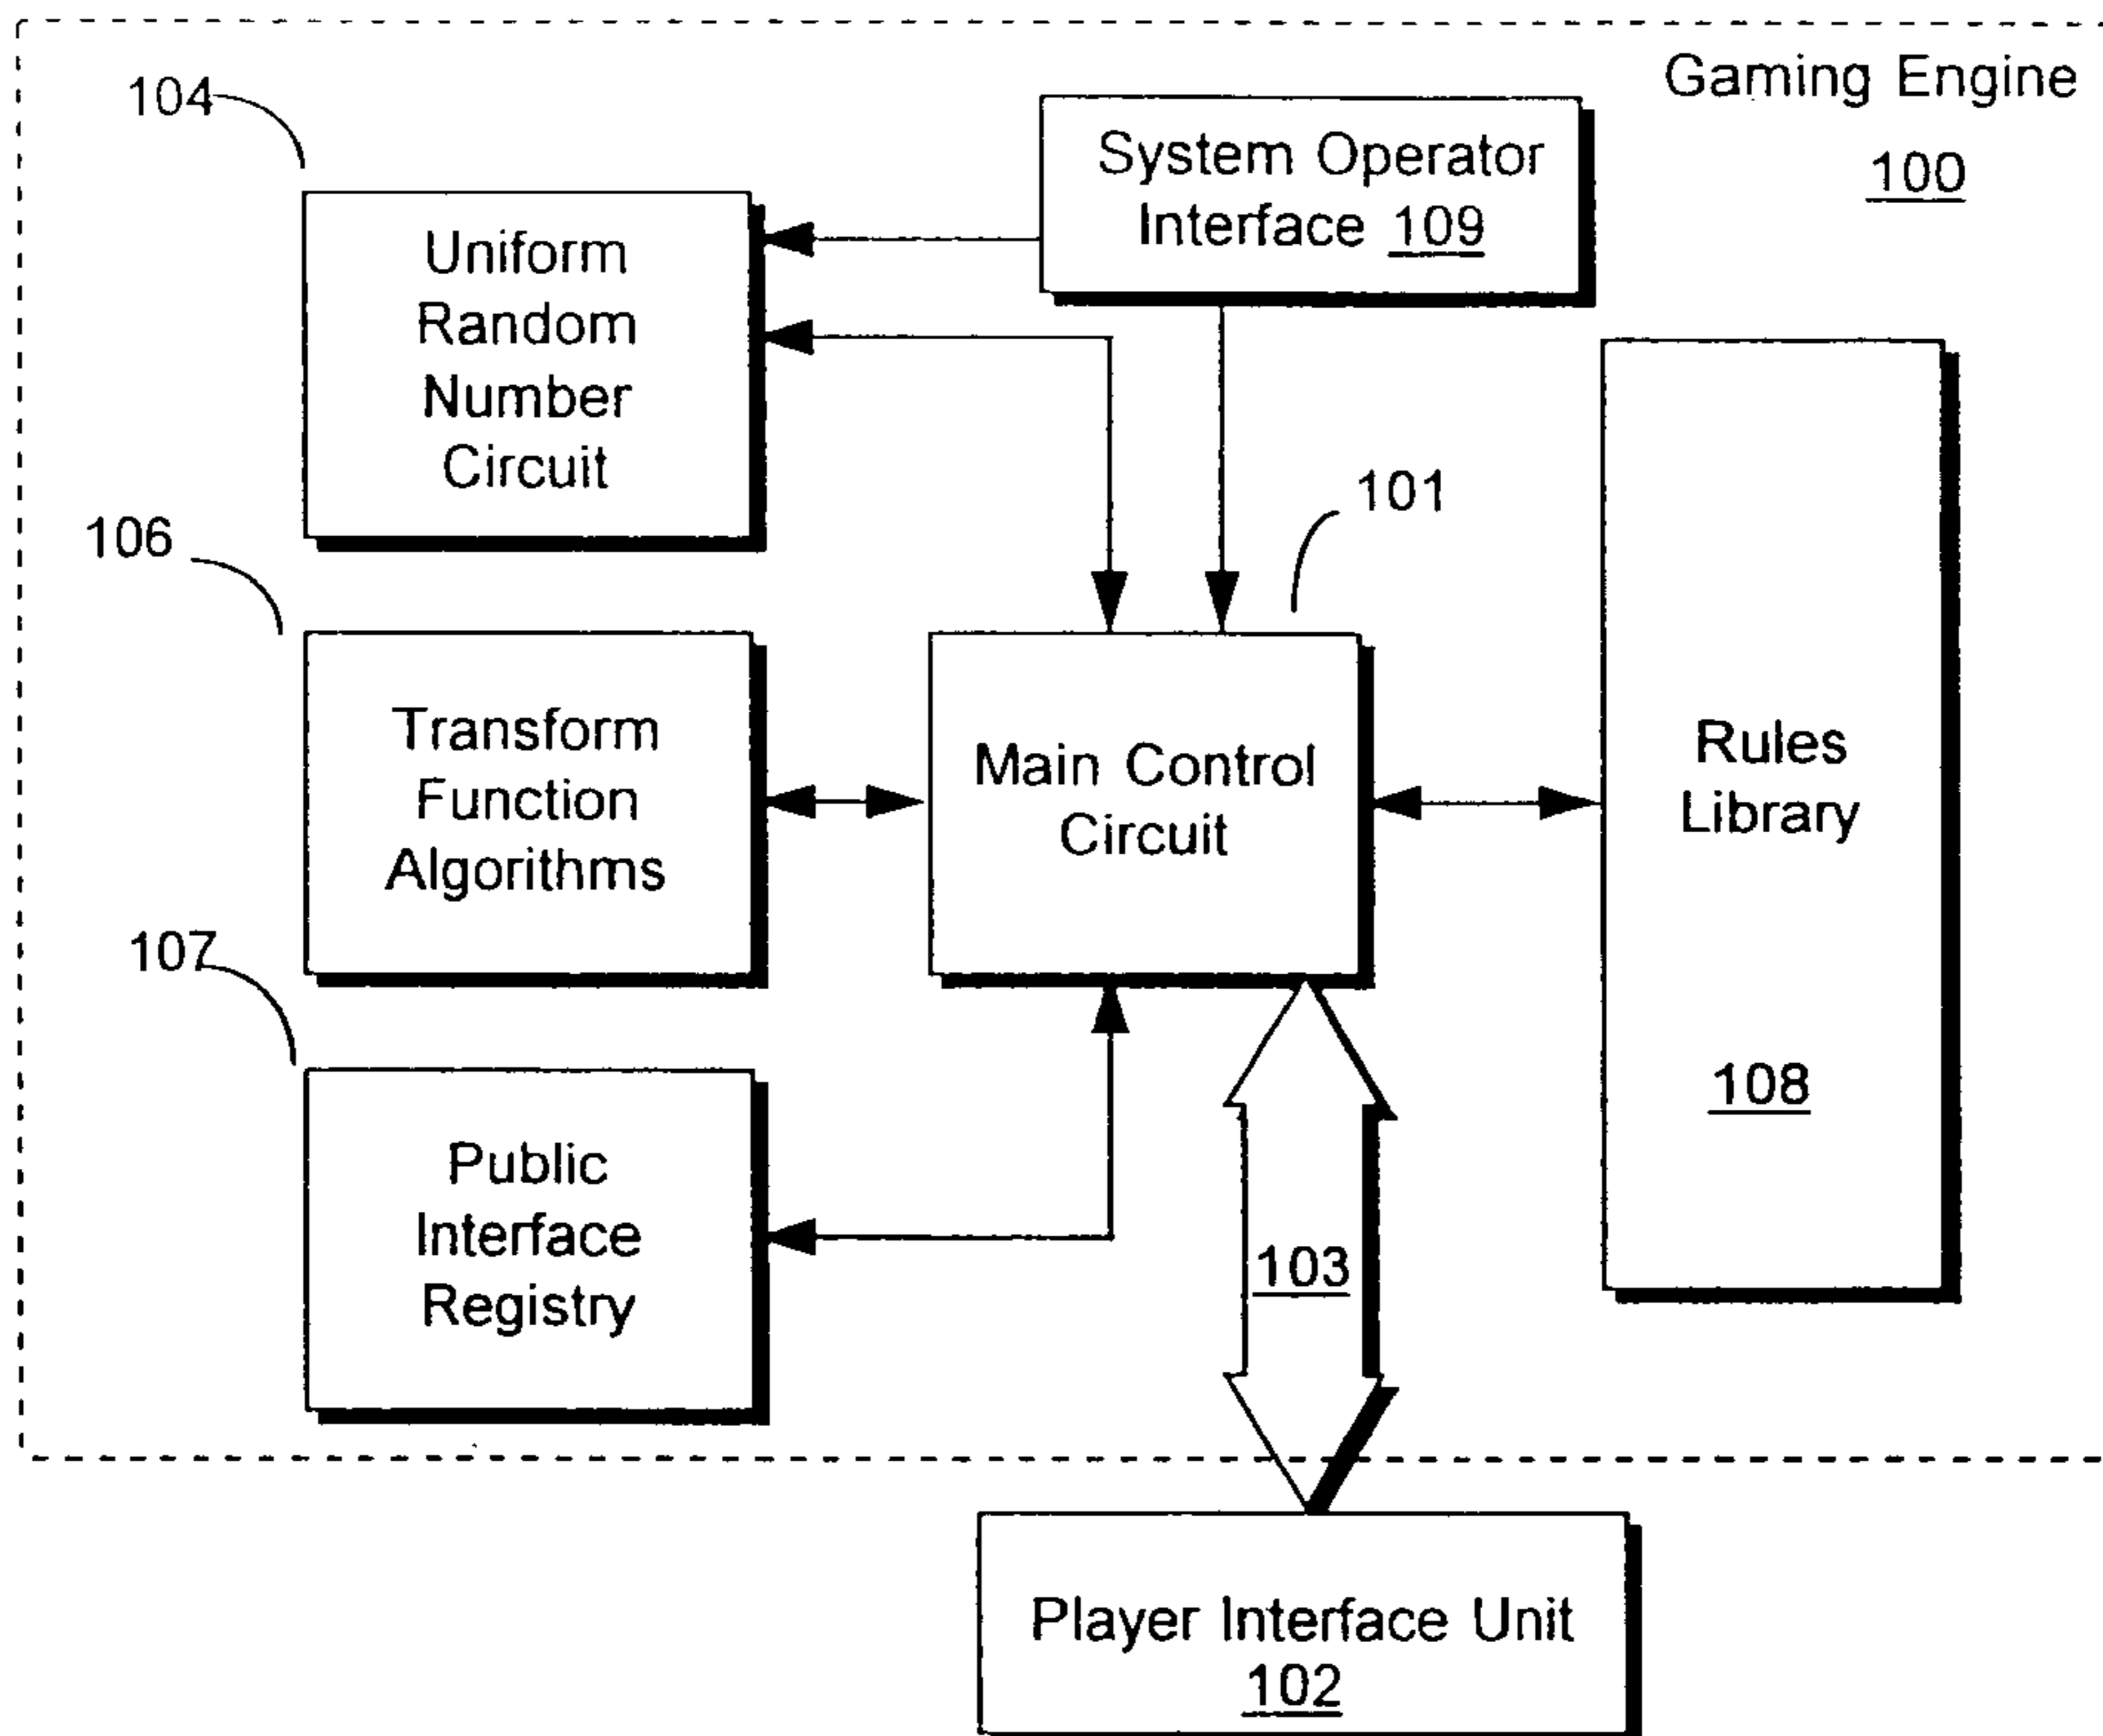 Gaming Engine
100
104
System Operator
Interface 109
Uniform
Random
Number
Circuit
101
106
Transform
Function
Algorithms
Main Control
Circuit
Rules
Library
108
107
Public
Interface
Registry
103
Player Interface Unit
102